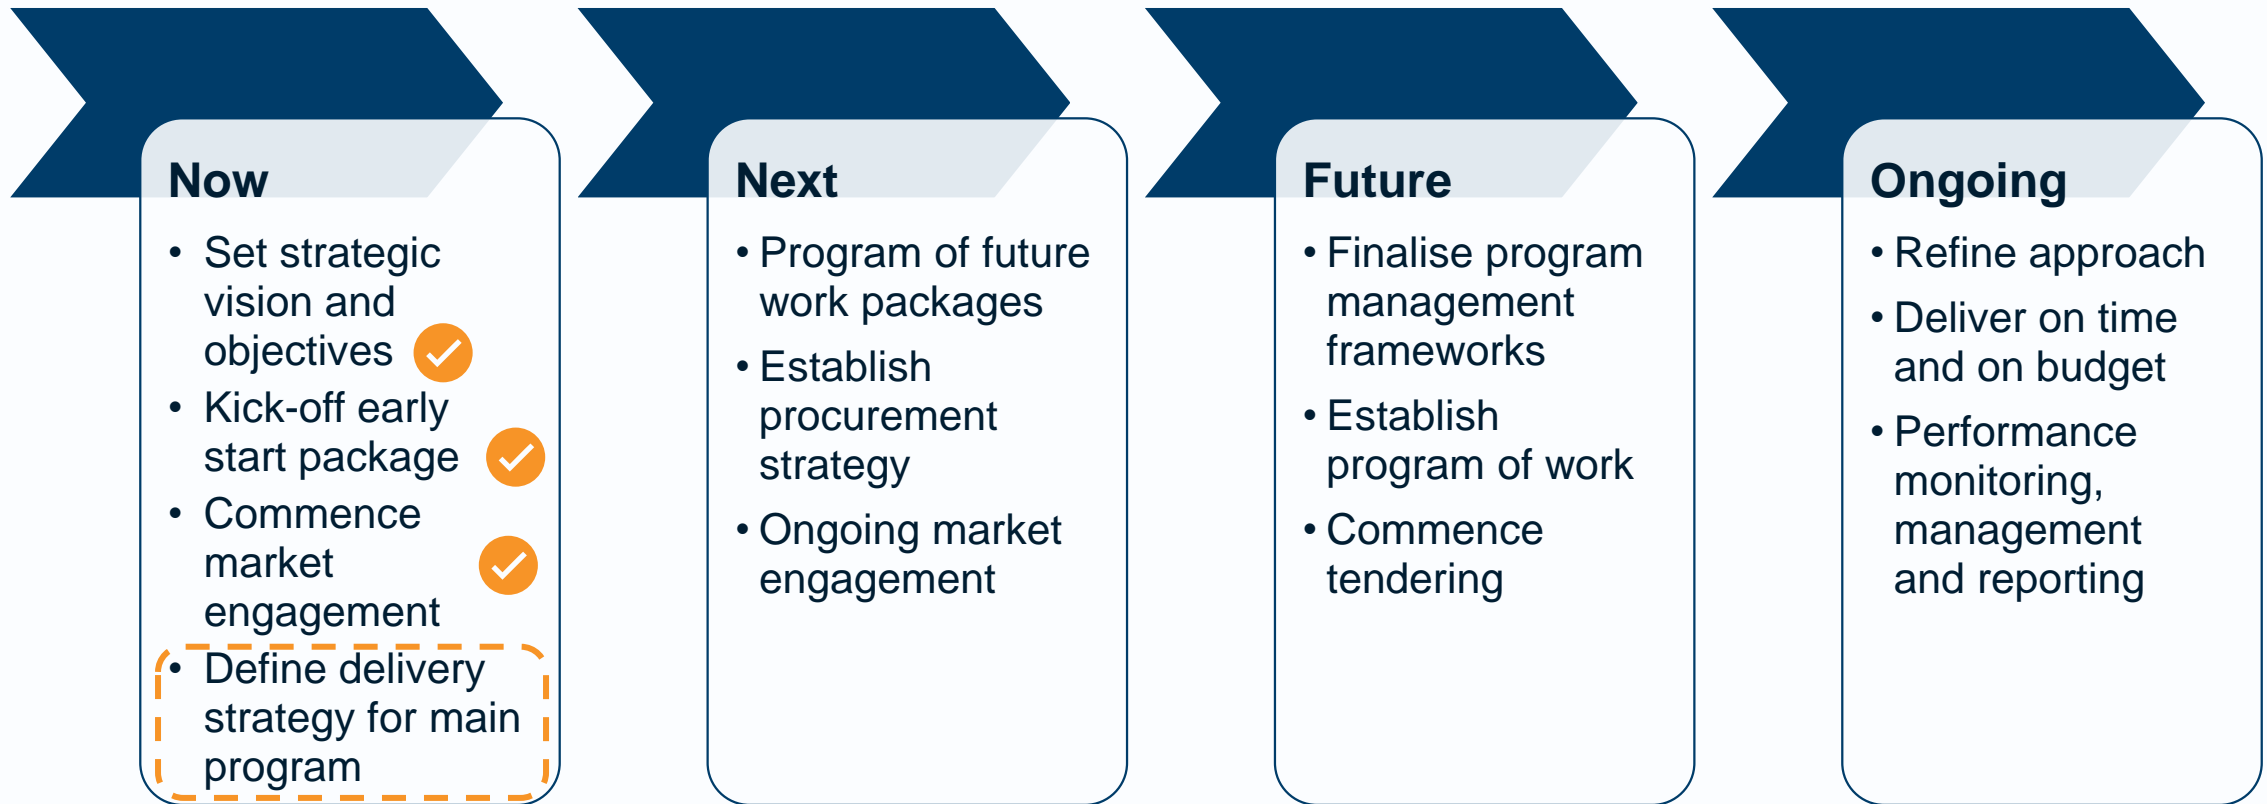 Now
• Set strategic
vision and
objectives
• Kick-off early
start package
• Commence
market
engagement
• Define delivery
strategy for main
program
Next
• Program of future
work packages
• Establish
procurement
strategy
• Ongoing market
engagement
Future
• Finalise program
management
frameworks
• Establish
program of work
• Commence
tendering
Ongoing
• Refine approach
• Deliver on time
and on budget
• Performance
monitoring,
management
and reporting